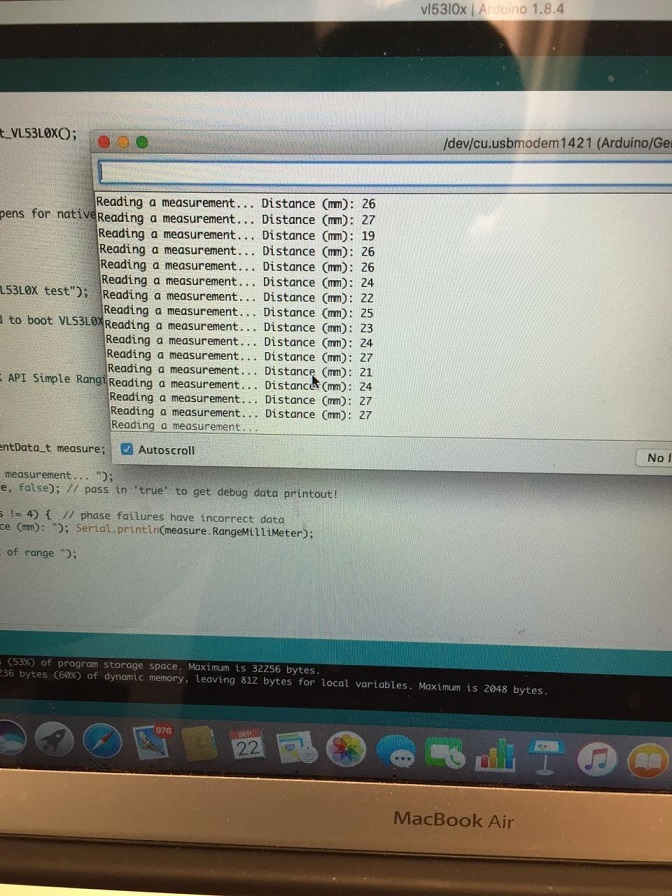 vl53l0x | Arduino 1.8.4
t_VL53L0X();
/dev/cu.usbmodem1421 (Arduino/Ge
Reading a measurement... Distance (mm): 26
pens for native
Reading a measurement... Distance (mm): 27
Reading a measurement... Distance (mm): 19
Reading a measurement... Distance (mm): 26
Reading a measurement... Distance (mm): 26
Reading a measurement... Distance (mm): 24
L53L0X test");
Reading a measurement... Distance (mm): 22
Reading a measurement... Distance (mm): 25
d to boot VL53L0X
Reading a measurement... Distance (mm): 23
Reading a measurement... Distance (mm): 24
Reading a measurement... Distance (mm): 27
Reading a measurement... Distance (mm): 21
API Simple Rangi
Reading a measurement... Distance (mm): 24
Reading a measurement... Distance (mm): 27
Reading a measurement... Distance (mm): 27
Reading a measurement...
entData_t measure;
Autoscroll
No l
measurement... ");
e, false); // pass in 'true' to get debug data printout!
s != 4) { // phase failures have incorrect data
ce (mm): "); Serial.println(measure.RangeMilliMeter);
of range ");
(53%) of program storage space. Maximum is 32256 bytes.
236 bytes (60%) of dynamic memory, leaving 812 bytes for local variables. Maximum is 2048 bytes.
976
SEP
22
MacBook Air